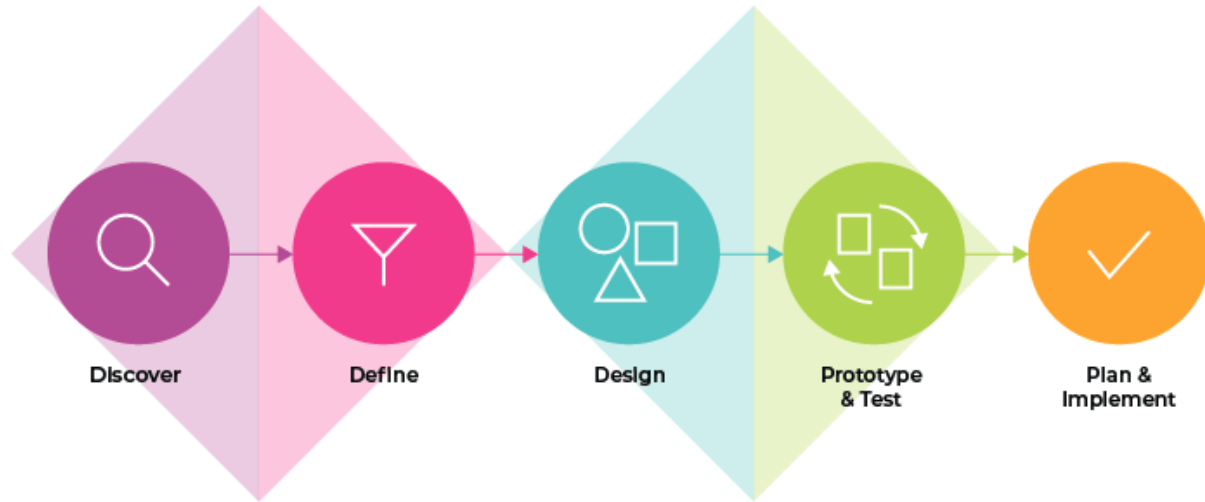 Discover
Define
Design
Prototype
& Test
Plan &
Implement